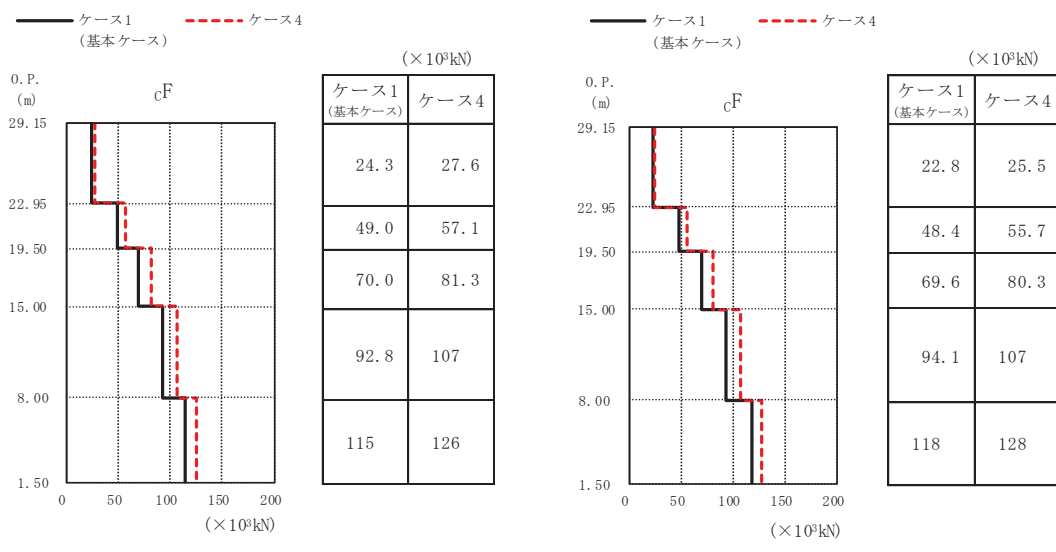 ケース1
(基本ケース)
ケース4
(×10³kN)
O.P.
(m)
cF
ケース1
(基本ケース)
ケース4
29.15
24.3 27.6
22.95
49.0 57.1
19.50
70.0 81.3
15.00
92.8 107
8.00
115 126
1.50
0 50 100 150 200
(×10³kN)
ケース1
(基本ケース)
ケース4
(×10³kN)
O.P.
(m)
cF
ケース1
(基本ケース)
ケース4
29.15
22.8 25.5
22.95
48.4 55.7
19.50
69.6 80.3
15.00
94.1 107
8.00
118 128
1.50
0 50 100 150 200
(×10³kN)